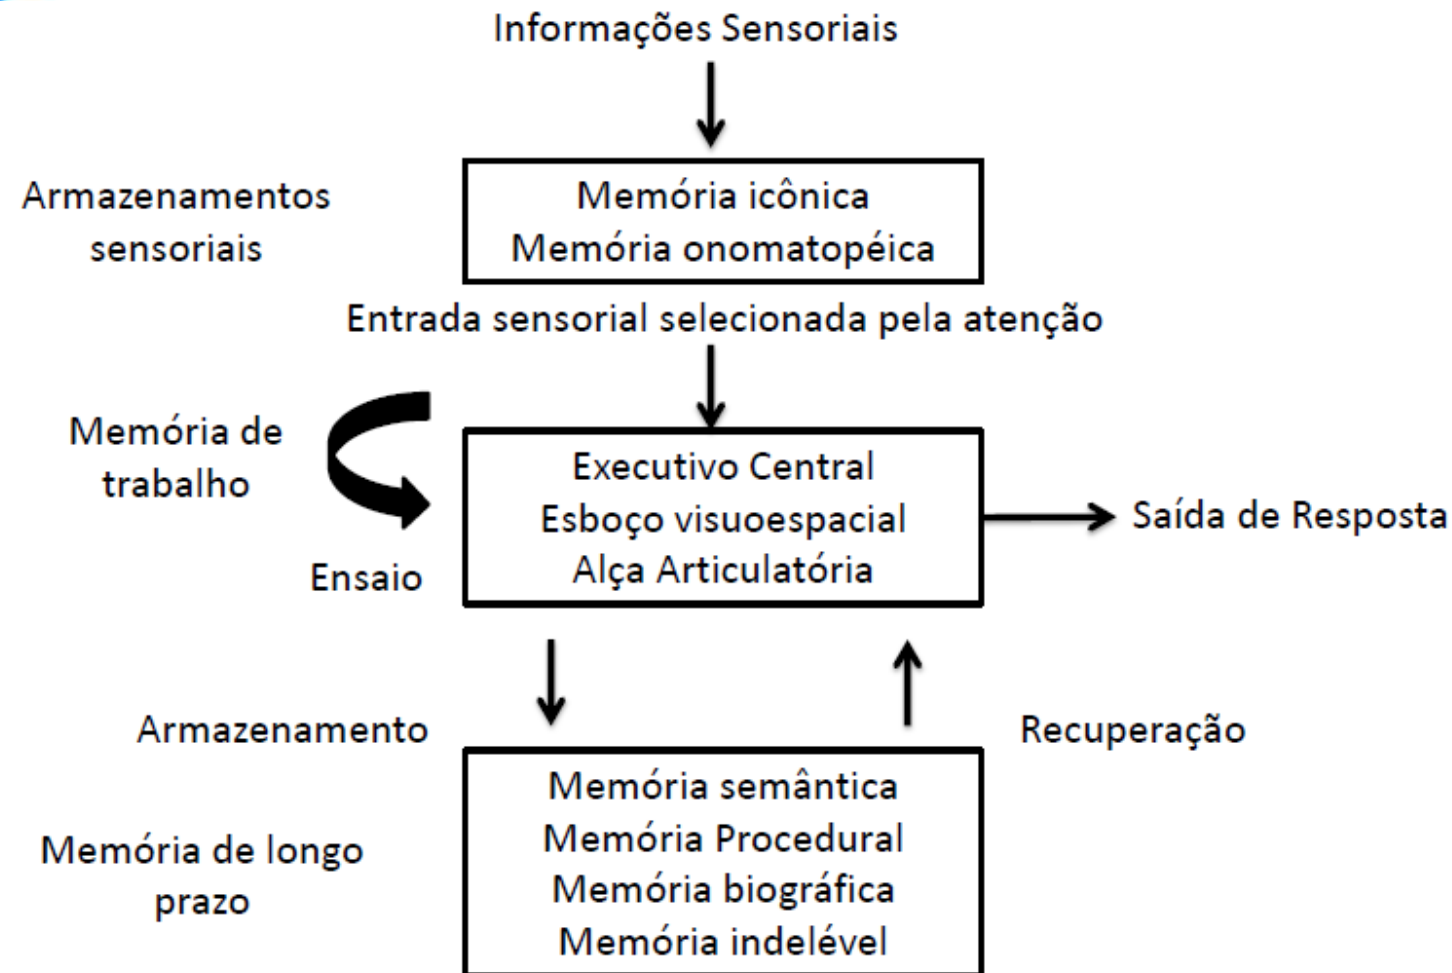 Informações Sensoriais
Armazenamentos
sensoriais
Memória icônica
Memória onomatopéica
Entrada sensorial selecionada pela atenção
Memória de
trabalho
Ensaio
Executivo Central
Esboço visuoespacial
Alça Articulatória
Saída de Resposta
Armazenamento
Recuperação
Memória de longo
prazo
Memória semântica
Memória Procedural
Memória biográfica
Memória indelével